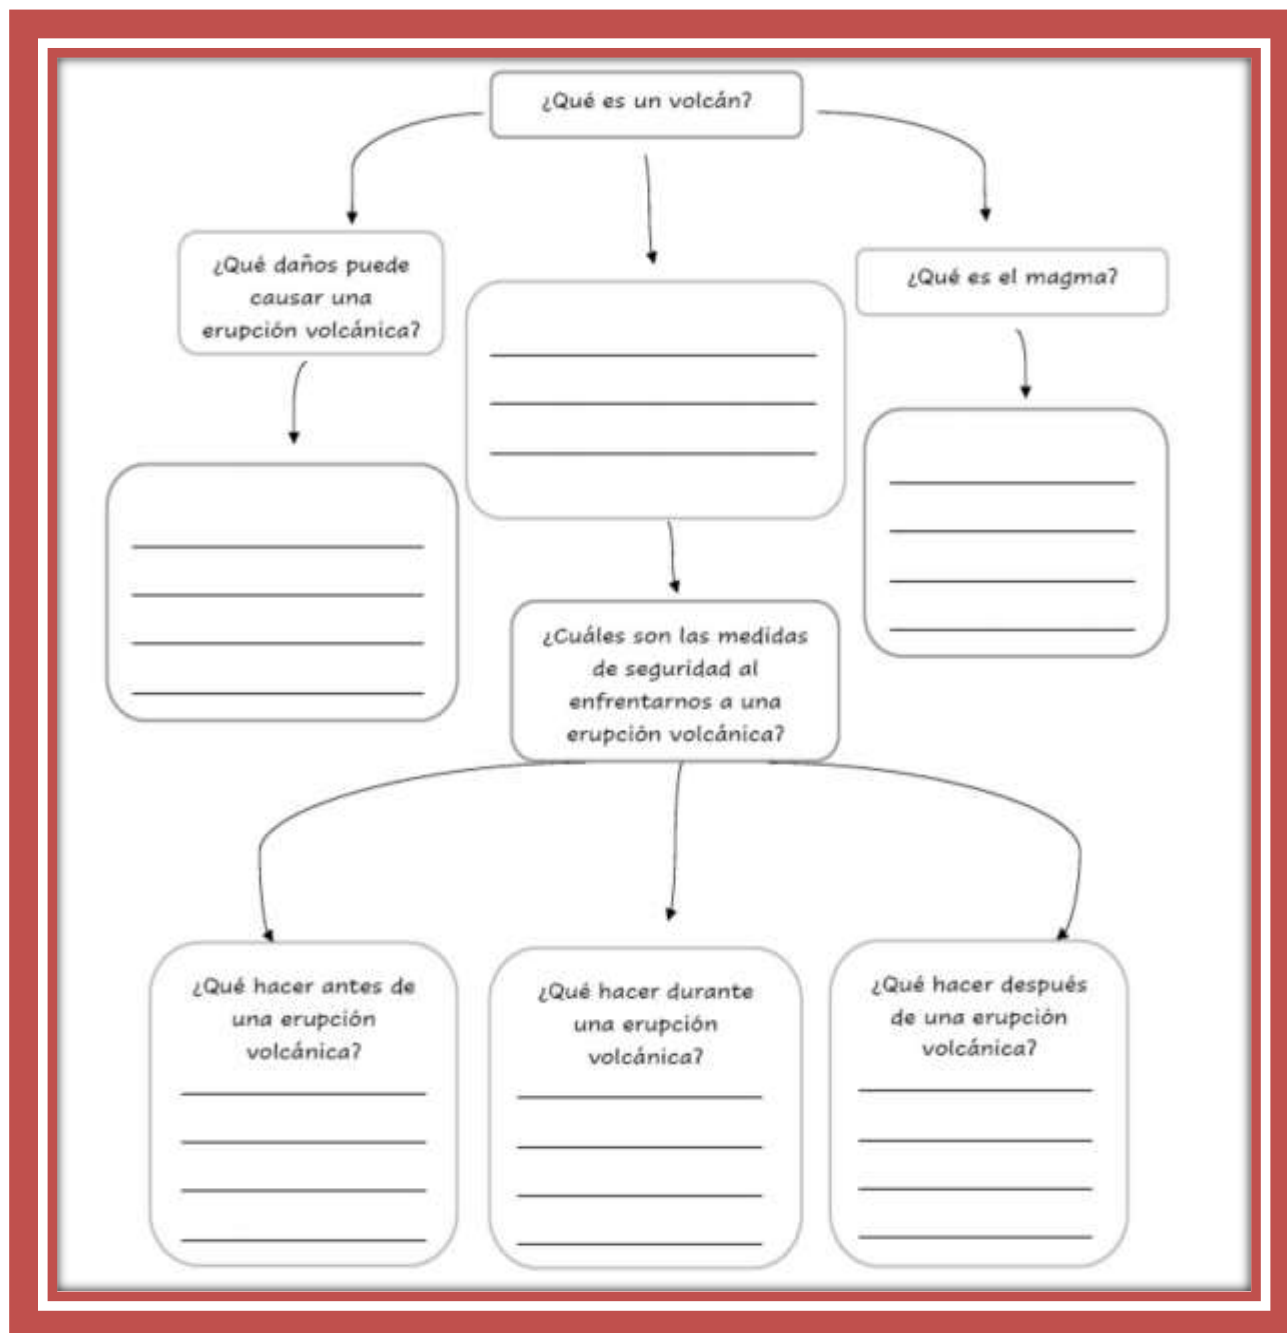 ¿Qué es un volcán?
¿Qué daños puede
causar una
erupción volcánica?
¿Qué es el magma?
¿Cuáles son las medidas
de seguridad al
enfrentarnos a una
erupción volcánica?
¿Qué hacer antes de
una erupción
volcánica?
¿Qué hacer durante
una erupción
volcánica?
¿Qué hacer después
de una erupción
volcánica?